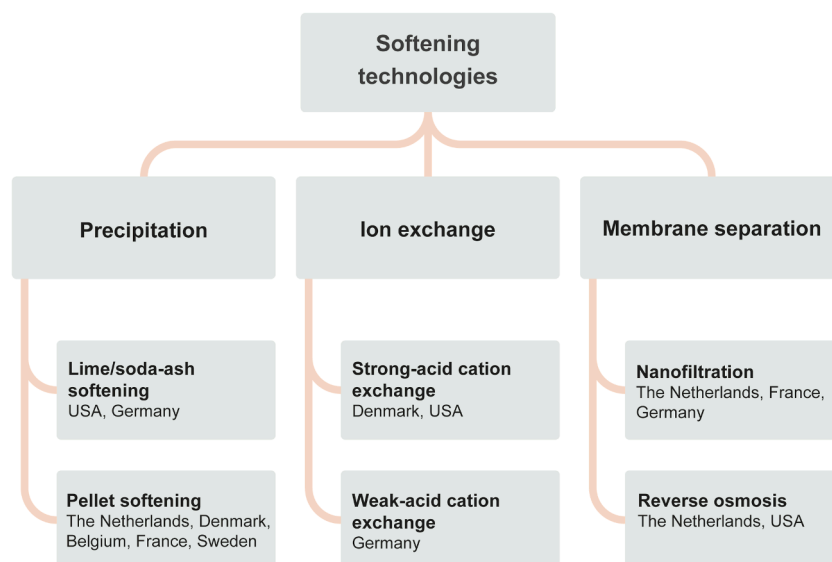 Softening
technologies
Precipitation
Ion exchange
Membrane separation
Lime/soda-ash
softening
USA, Germany
Strong-acid cation
exchange
Denmark, USA
Nanofiltration
The Netherlands, France,
Germany
Pellet softening
The Netherlands, Denmark,
Belgium, France, Sweden
Weak-acid cation
exchange
Germany
Reverse osmosis
The Netherlands, USA